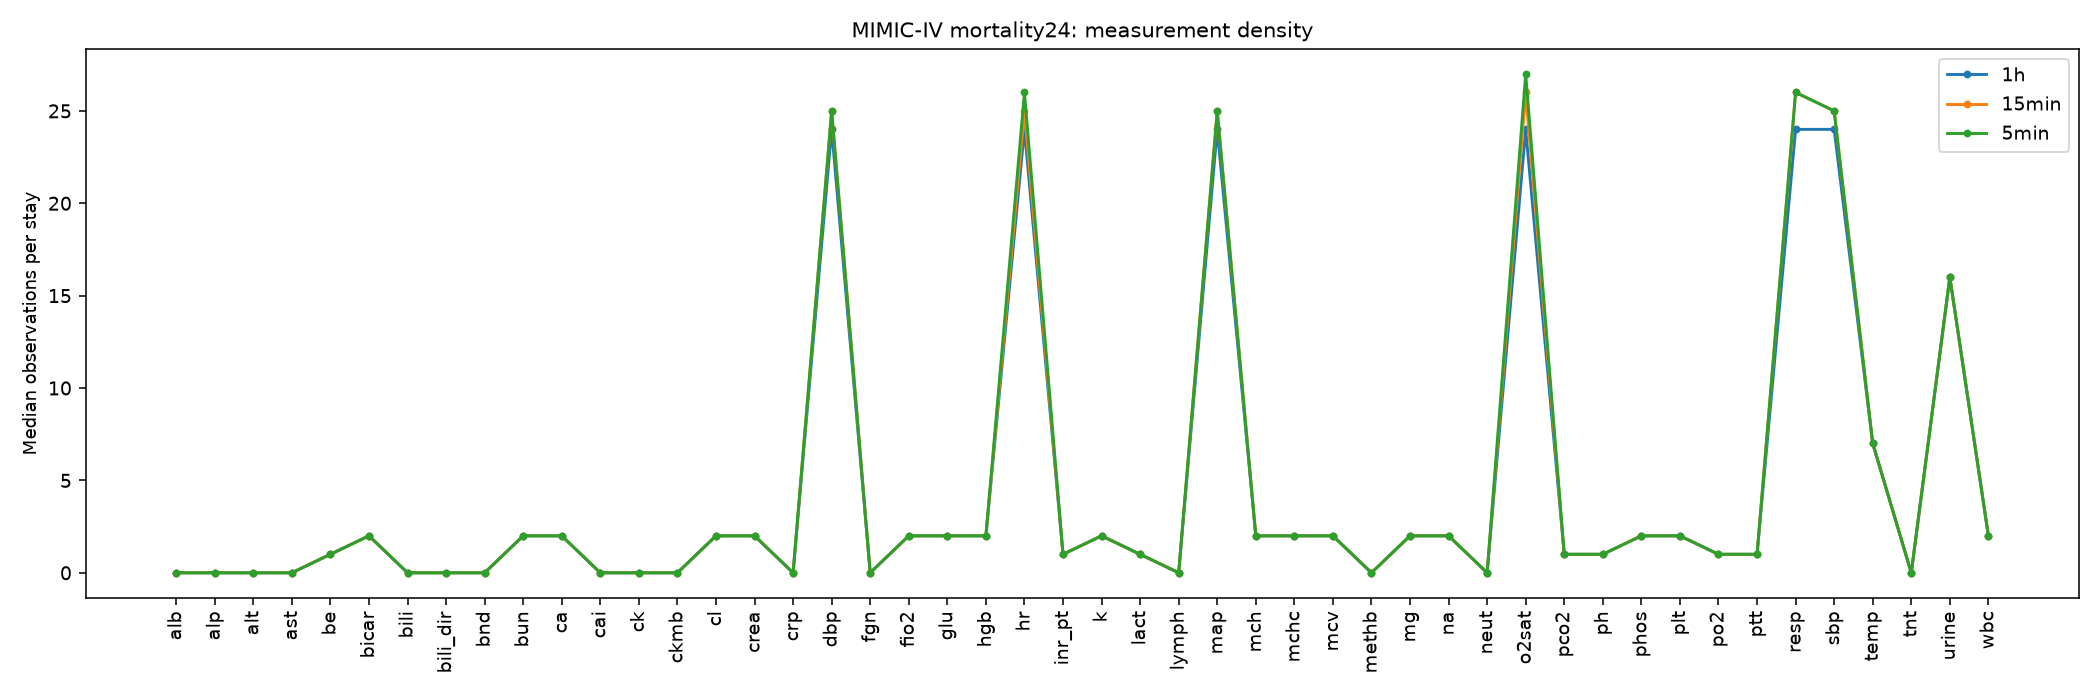 MIMIC-IV mortality24: measurement density
Median observations per stay
25
20
15
10
5
0
1h
15min
5min
alb
alp
alt
ast
be
bicar
bili
bili_dir
bnd
bun
ca
cai
ck
ckmb
cl
crea
crp
dbp
fgn
fio2
glu
hgb
hr
inr_pt
k
lact
lymph
map
mch
mchc
mcv
methb
mg
na
neut
o2sat
pco2
ph
phos
plt
po2
ptt
resp
sbp
temp
tnt
urine
wbc